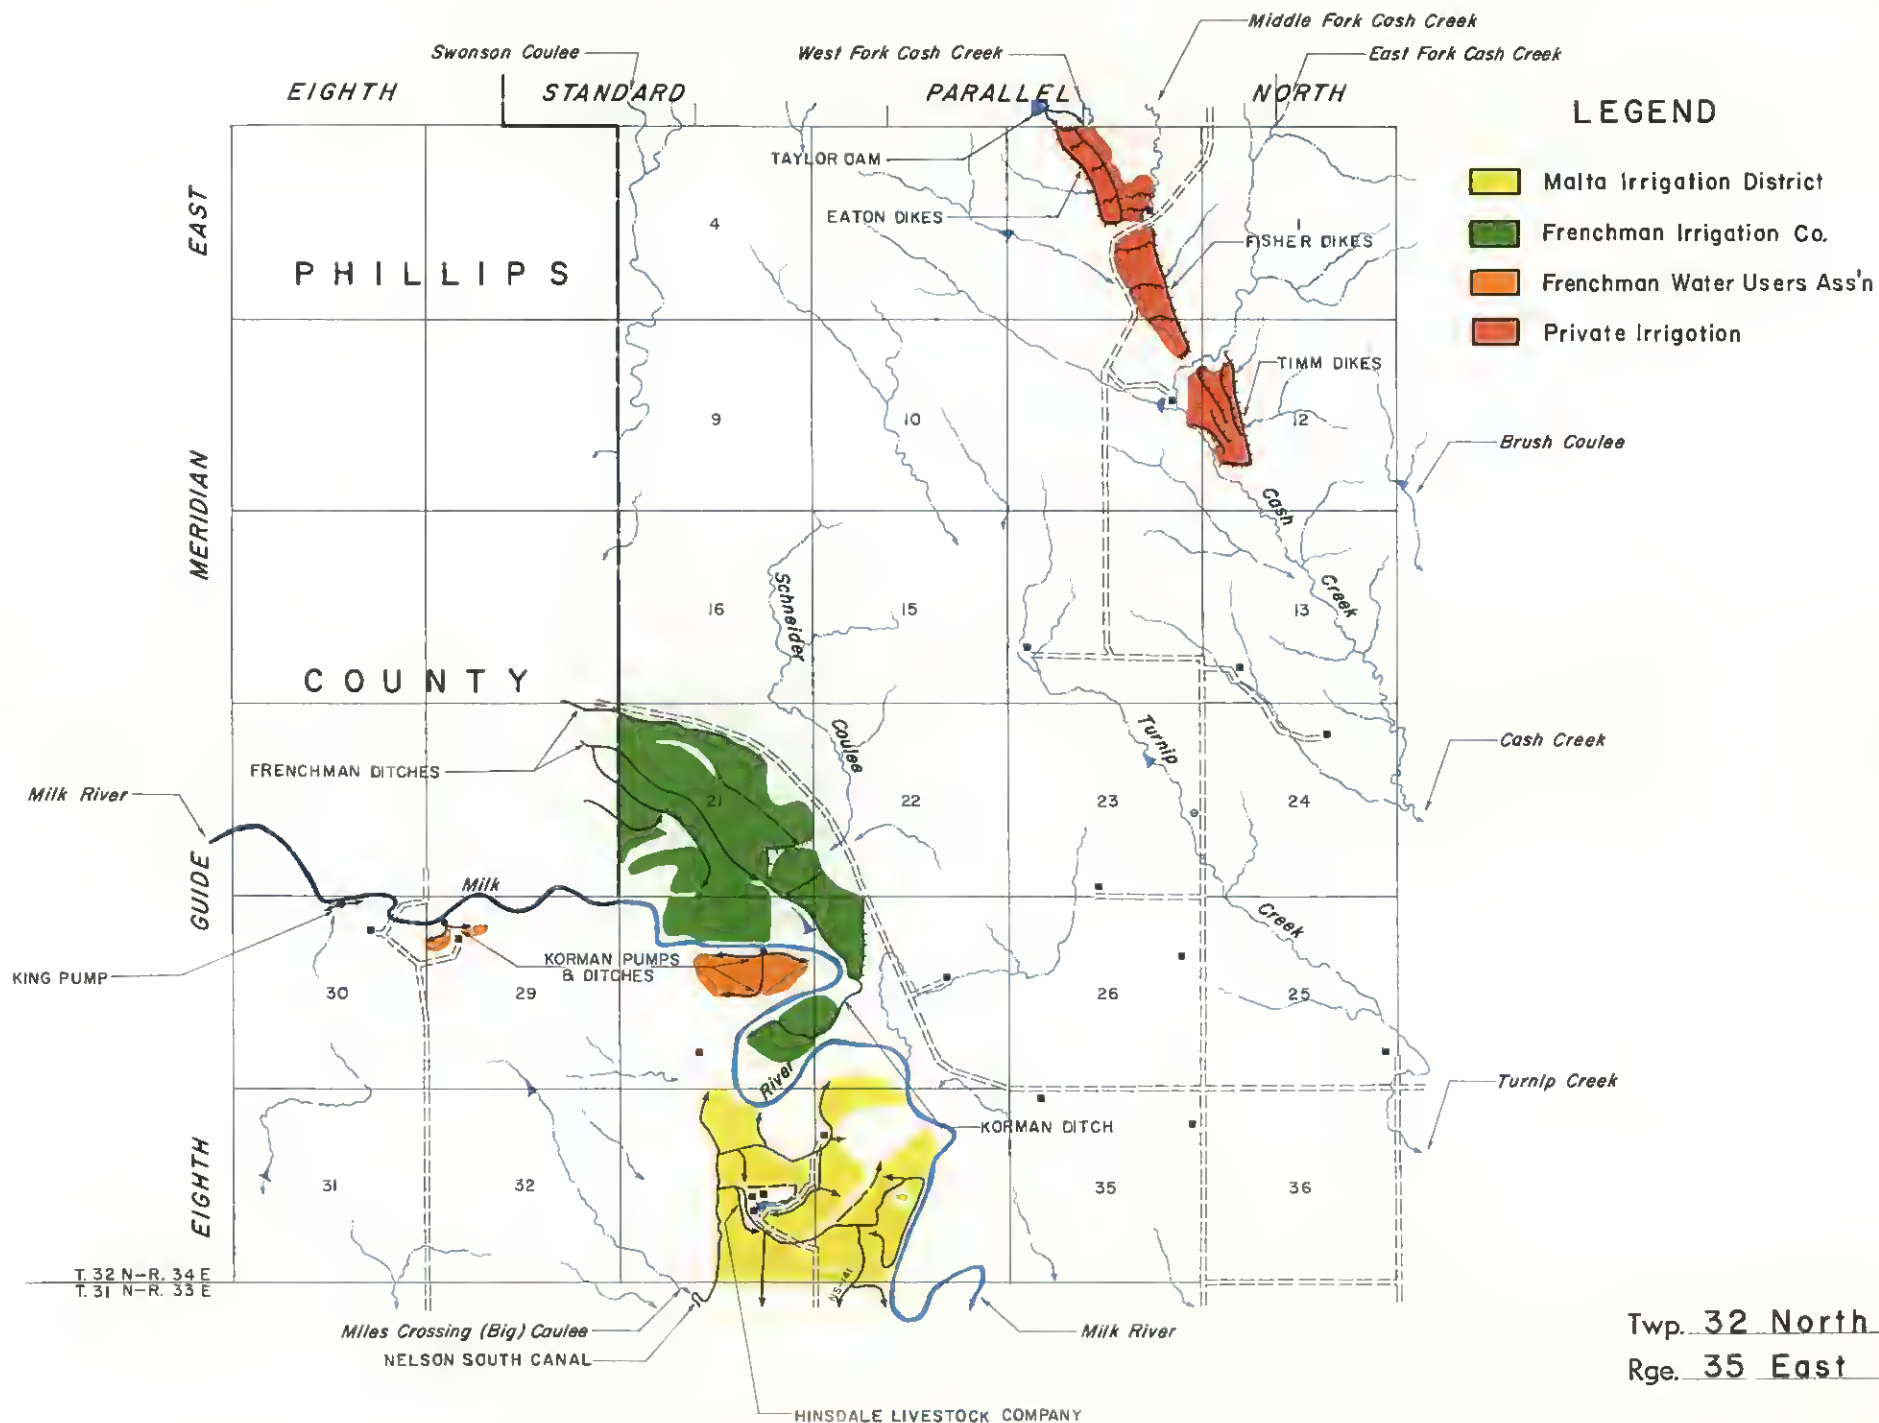 Middle Fork Cash Creek
Swonson Coulee
West Fork Cash Creek
East Fork Cash Creek
EIGHTH STANDARD PARALLEL NORTH
LEGEND
Malta Irrigation District
Frenchman Irrigation Co.
Frenchman Water Users Ass'n
Private Irrigotion
EAST
MERIDIAN
GUIDE
EIGHTH
PHILLIPS
COUNTY
TAYLOR DAM
EATON DIKES
FISHER DIKES
TIMM DIKES
4
1
9
10
12
Brush Coulee
Cash
Creek
Schneider
Coulee
16
15
13
Turnip
Creek
Cash Creek
FRENCHMAN DITCHES
Milk River
21
22
23
24
Milk
River
KING PUMP
KORMAN PUMPS
& DITCHES
30
29
26
25
Turnip Creek
KORMAN DITCH
31
32
35
36
NS-141
T. 32 N-R. 34 E
T. 31 N-R. 33 E
Miles Crossing (Big) Coulee
Milk River
NELSON SOUTH CANAL
HINSDALE LIVESTOCK COMPANY
Twp. 32 North
Rge. 35 East